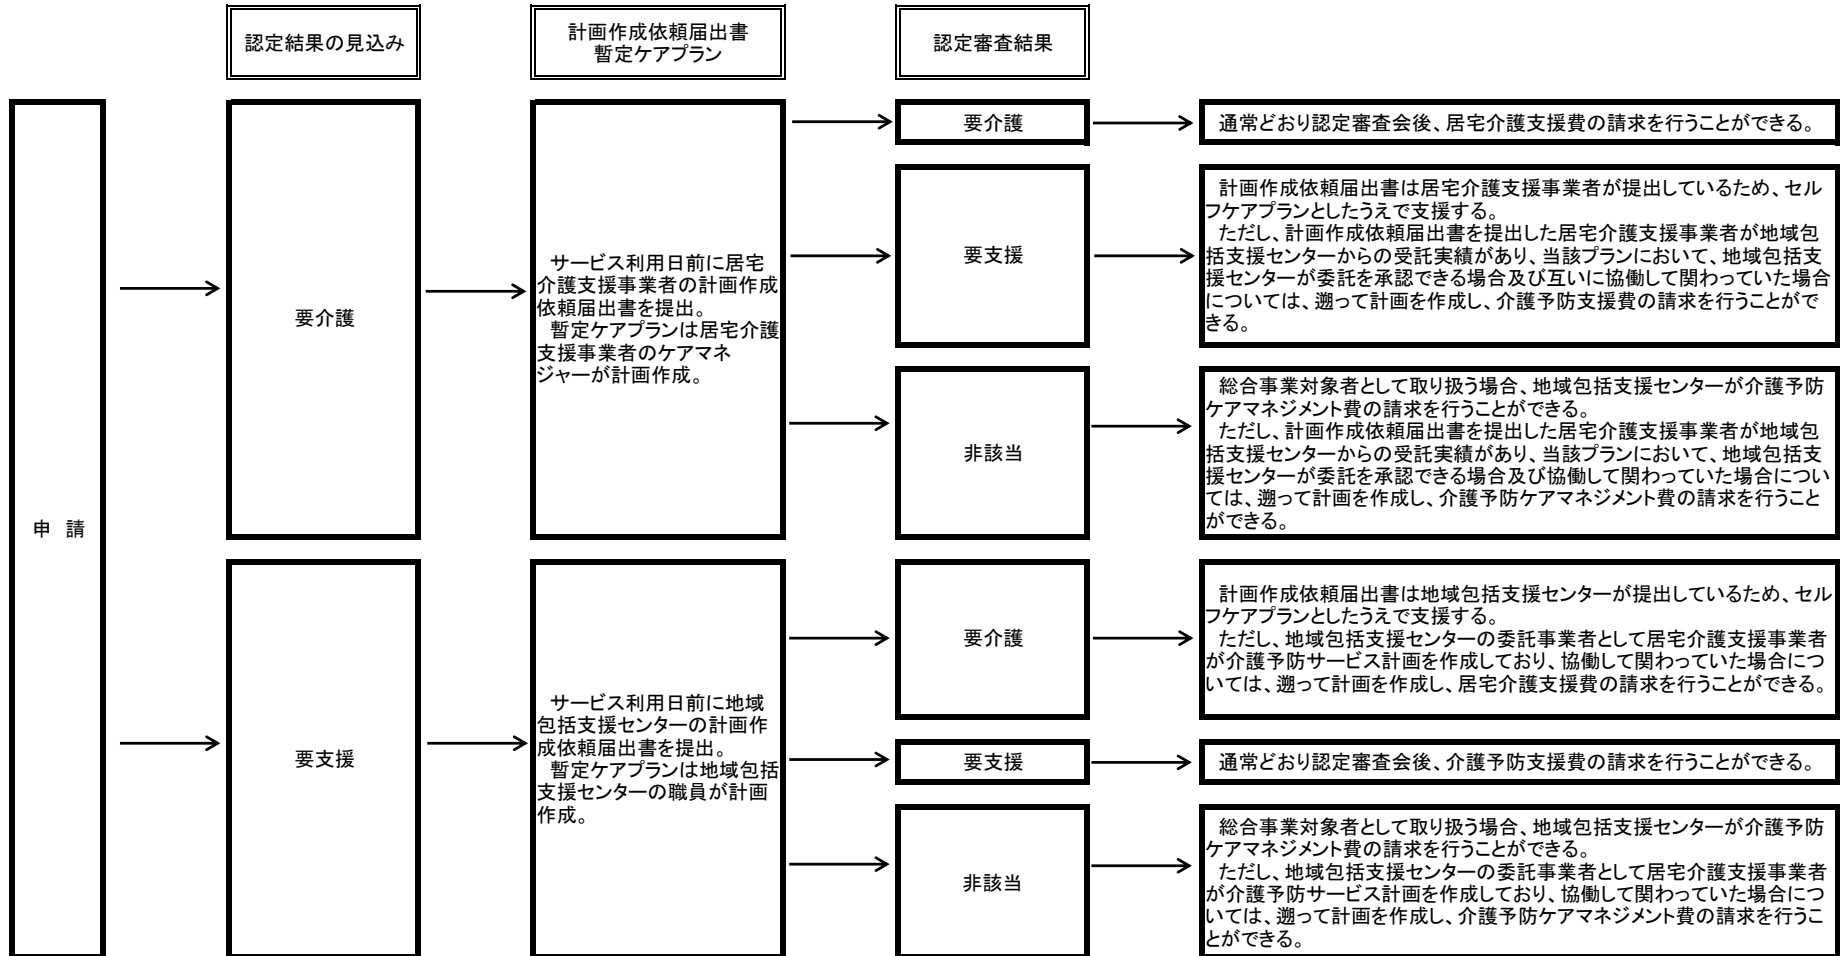 認定結果の見込み
計画作成依頼届出書
暫定ケアプラン
認定審査結果
申 請
要介護
サービス利用日前に居宅
介護支援事業者の計画作成
依頼届出書を提出。
暫定ケアプランは居宅介護
支援事業者のケアマネ
ジャーが計画作成。
要介護
通常どおり認定審査会後、居宅介護支援費の請求を行うことができる。
要支援
計画作成依頼届出書は居宅介護支援事業者が提出しているため、セル
フケアプランとしたうえで支援する。
ただし、計画作成依頼届出書を提出した居宅介護支援事業者が地域包
括支援センターからの受託実績があり、当該プランにおいて、地域包括支
援センターが委託を承認できる場合及び互いに協働して関わっていた場合
については、遡って計画を作成し、介護予防支援費の請求を行うことがで
きる。
非該当
総合事業対象者として取り扱う場合、地域包括支援センターが介護予防
ケアマネジメント費の請求を行うことができる。
ただし、計画作成依頼届出書を提出した居宅介護支援事業者が地域包
括支援センターからの受託実績があり、当該プランにおいて、地域包括支
援センターが委託を承認できる場合及び協働して関わっていた場合につい
ては、遡って計画を作成し、介護予防ケアマネジメント費の請求を行うこと
ができる。
要支援
サービス利用日前に地域
包括支援センターの計画作
成依頼届出書を提出。
暫定ケアプランは地域包括
支援センターの職員が計画
作成。
要介護
計画作成依頼届出書は地域包括支援センターが提出しているため、セル
フケアプランとしたうえで支援する。
ただし、地域包括支援センターの委託事業者として居宅介護支援事業者
が介護予防サービス計画を作成しており、協働して関わっていた場合につ
いては、遡って計画を作成し、居宅介護支援費の請求を行うことができる。
要支援
通常どおり認定審査会後、介護予防支援費の請求を行うことができる。
非該当
総合事業対象者として取り扱う場合、地域包括支援センターが介護予防
ケアマネジメント費の請求を行うことができる。
ただし、地域包括支援センターの委託事業者として居宅介護支援事業者
が介護予防サービス計画を作成しており、協働して関わっていた場合につ
いては、遡って計画を作成し、介護予防ケアマネジメント費の請求を行うこ
とができる。